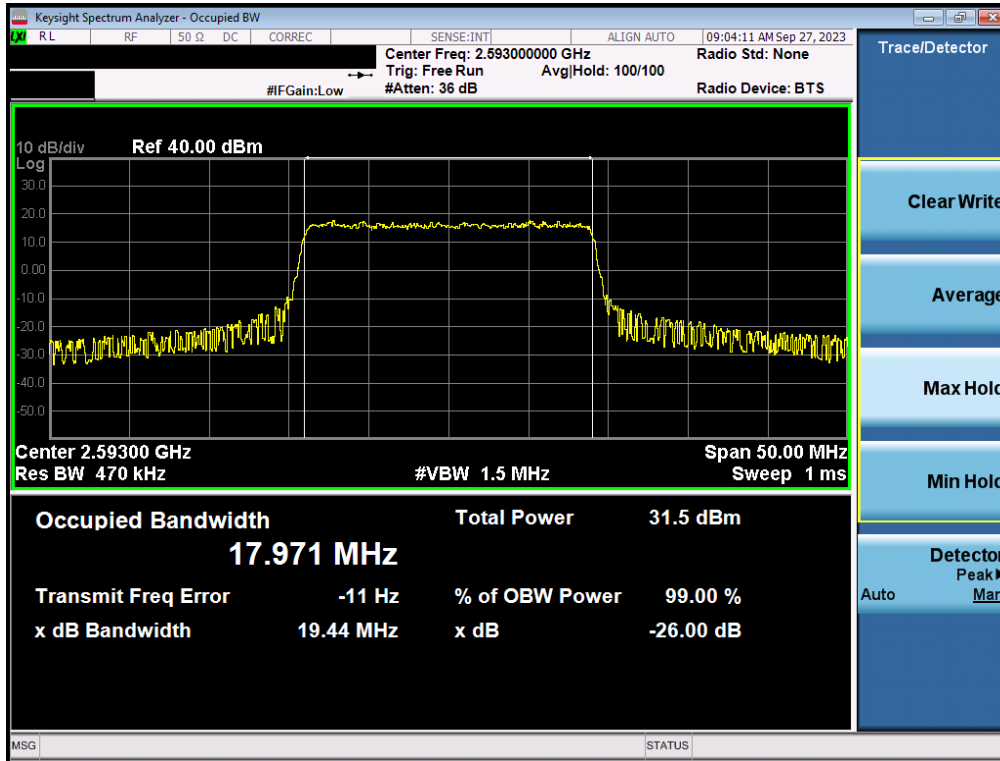 Keysight Spectrum Analyzer - Occupied BW
LXI RL RF 50 Ω DC CORREC SENSE:INT ALIGN AUTO 09:04:11 AM Sep 27, 2023
Center Freq: 2.593000000 GHz Radio Std: None
Trig: Free Run Avg|Hold: 100/100
#IFGain:Low #Atten: 36 dB Radio Device: BTS
Trace/Detector
10 dB/div Ref 40.00 dBm
Log
30.0
20.0
10.0
0.00
-10.0
-20.0
-30.0
-40.0
-50.0
Center 2.59300 GHz Span 50.00 MHz
Res BW 470 kHz #VBW 1.5 MHz Sweep 1 ms
Occupied Bandwidth Total Power 31.5 dBm
17.971 MHz
Transmit Freq Error -11 Hz % of OBW Power 99.00 %
x dB Bandwidth 19.44 MHz x dB -26.00 dB
Clear Write
Average
Max Hold
Min Hold
Detector
Peak
Auto Man
MSG STATUS